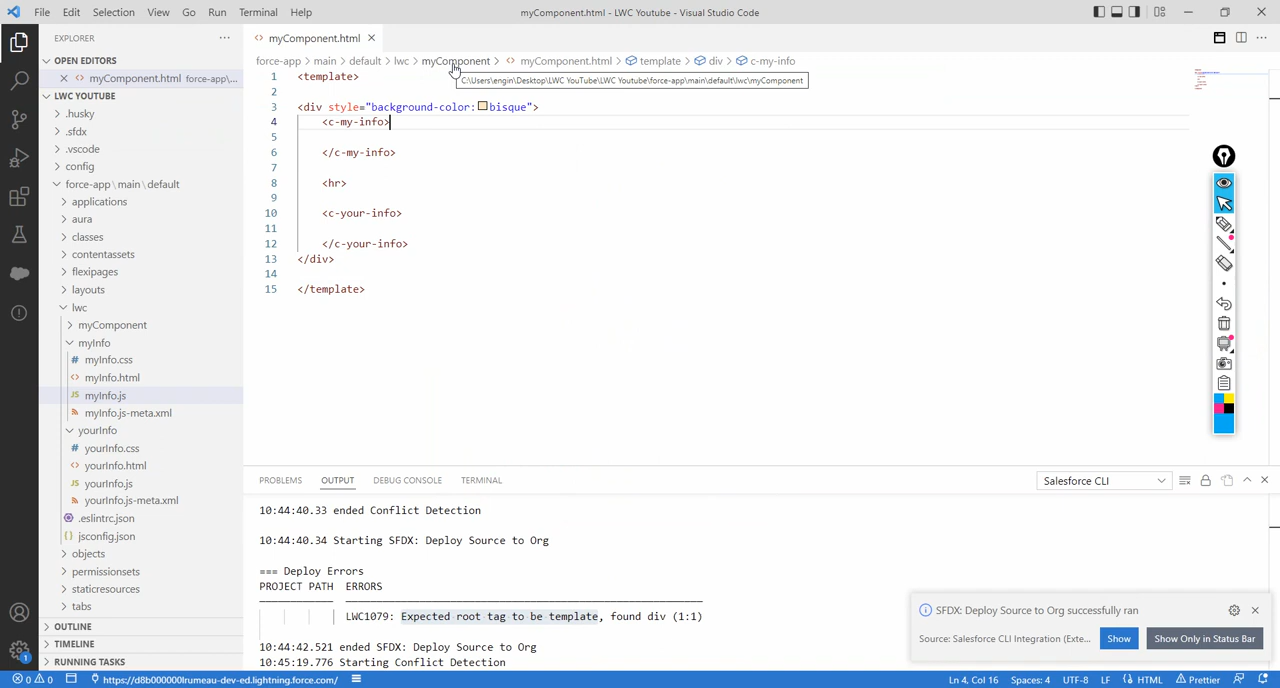 File Edit Selection View Go Run Terminal Help
myComponent.html - LWC Youtube - Visual Studio Code
EXPLORER
OPEN EDITORS
myComponent.html force-app\...
LWC YOUTUBE
.husky
.sfdx
.vscode
config
force-app\main\default
applications
aura
classes
contentassets
flexipages
layouts
lwc
myComponent
myInfo
# myInfo.css
<> myInfo.html
JS myInfo.js
myInfo.js-meta.xml
yourInfo
# yourInfo.css
<> yourInfo.html
JS yourInfo.js
yourInfo.js-meta.xml
.eslintrc.json
{} jsconfig.json
objects
permissionsets
staticresources
tabs
OUTLINE
TIMELINE
RUNNING TASKS
<> myComponent.html
force-app > main > default > lwc > myComponent > <> myComponent.html > template > div > c-my-info
C:\Users\engin\Desktop\LWC YouTube\LWC Youtube\force-app\main\default\lwc\myComponent
1 <template>
2
3 <div style="background-color:bisque">
4 <c-my-info>
5
6 </c-my-info>
7
8 <hr>
9
10 <c-your-info>
11
12 </c-your-info>
13 </div>
14
15 </template>
PROBLEMS OUTPUT DEBUG CONSOLE TERMINAL
Salesforce CLI
10:44:40.33 ended Conflict Detection
10:44:40.34 Starting SFDX: Deploy Source to Org
=== Deploy Errors
PROJECT PATH ERRORS
LWC1079: Expected root tag to be template, found div (1:1)
10:44:42.521 ended SFDX: Deploy Source to Org
10:45:19.776 Starting Conflict Detection
SFDX: Deploy Source to Org successfully ran
Source: Salesforce CLI Integration (Exte...
Show
Show Only in Status Bar
1
0 0 https://d8b000000lrumeau-dev-ed.lightning.force.com/
Ln 4, Col 16 Spaces: 4 UTF-8 LF HTML Prettier